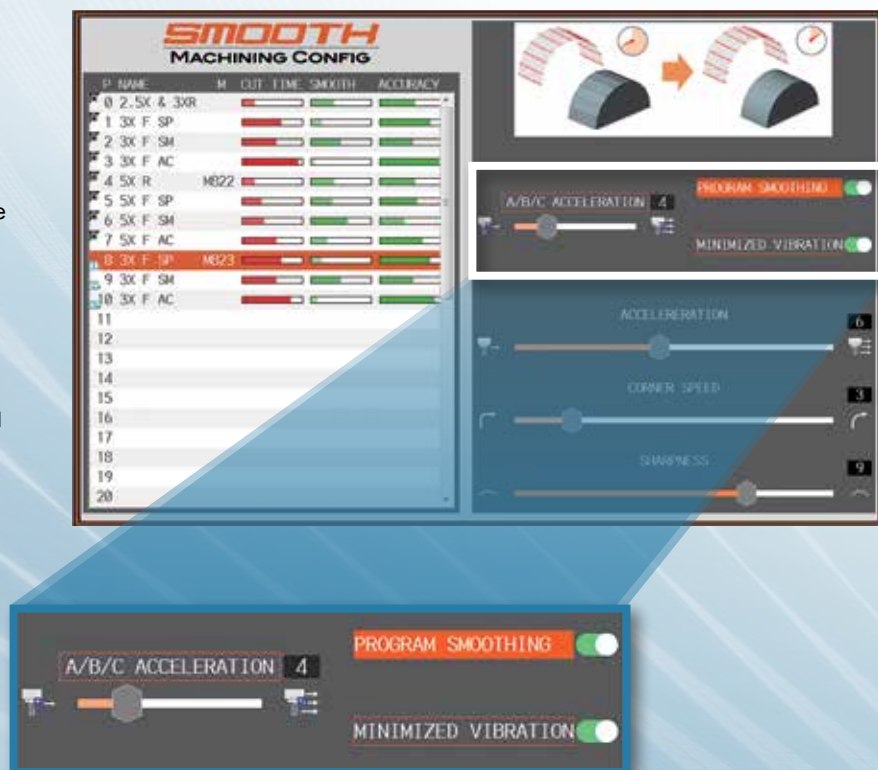 SMOOTH
MACHINING CONFIG
P NAME M CUT TIME SMOOTH ACCURACY
0 2.5X & 3XR
1 3X F SP
2 3X F SM
3 3X F AC
4 5X R M822
5 5X F SP
6 5X F SM
7 5X F AC
8 3X F SP M823
9 3X F SM
10 3X F AC
11
12
13
14
15
16
17
18
19
20
A/B/C ACCELERATION 4
PROGRAM SMOOTHING
MINIMIZED VIBRATION
ACCELERERATION
6
CORNER SPEED
3
SHARPNESS
9
A/B/C ACCELERATION 4
PROGRAM SMOOTHING
MINIMIZED VIBRATION